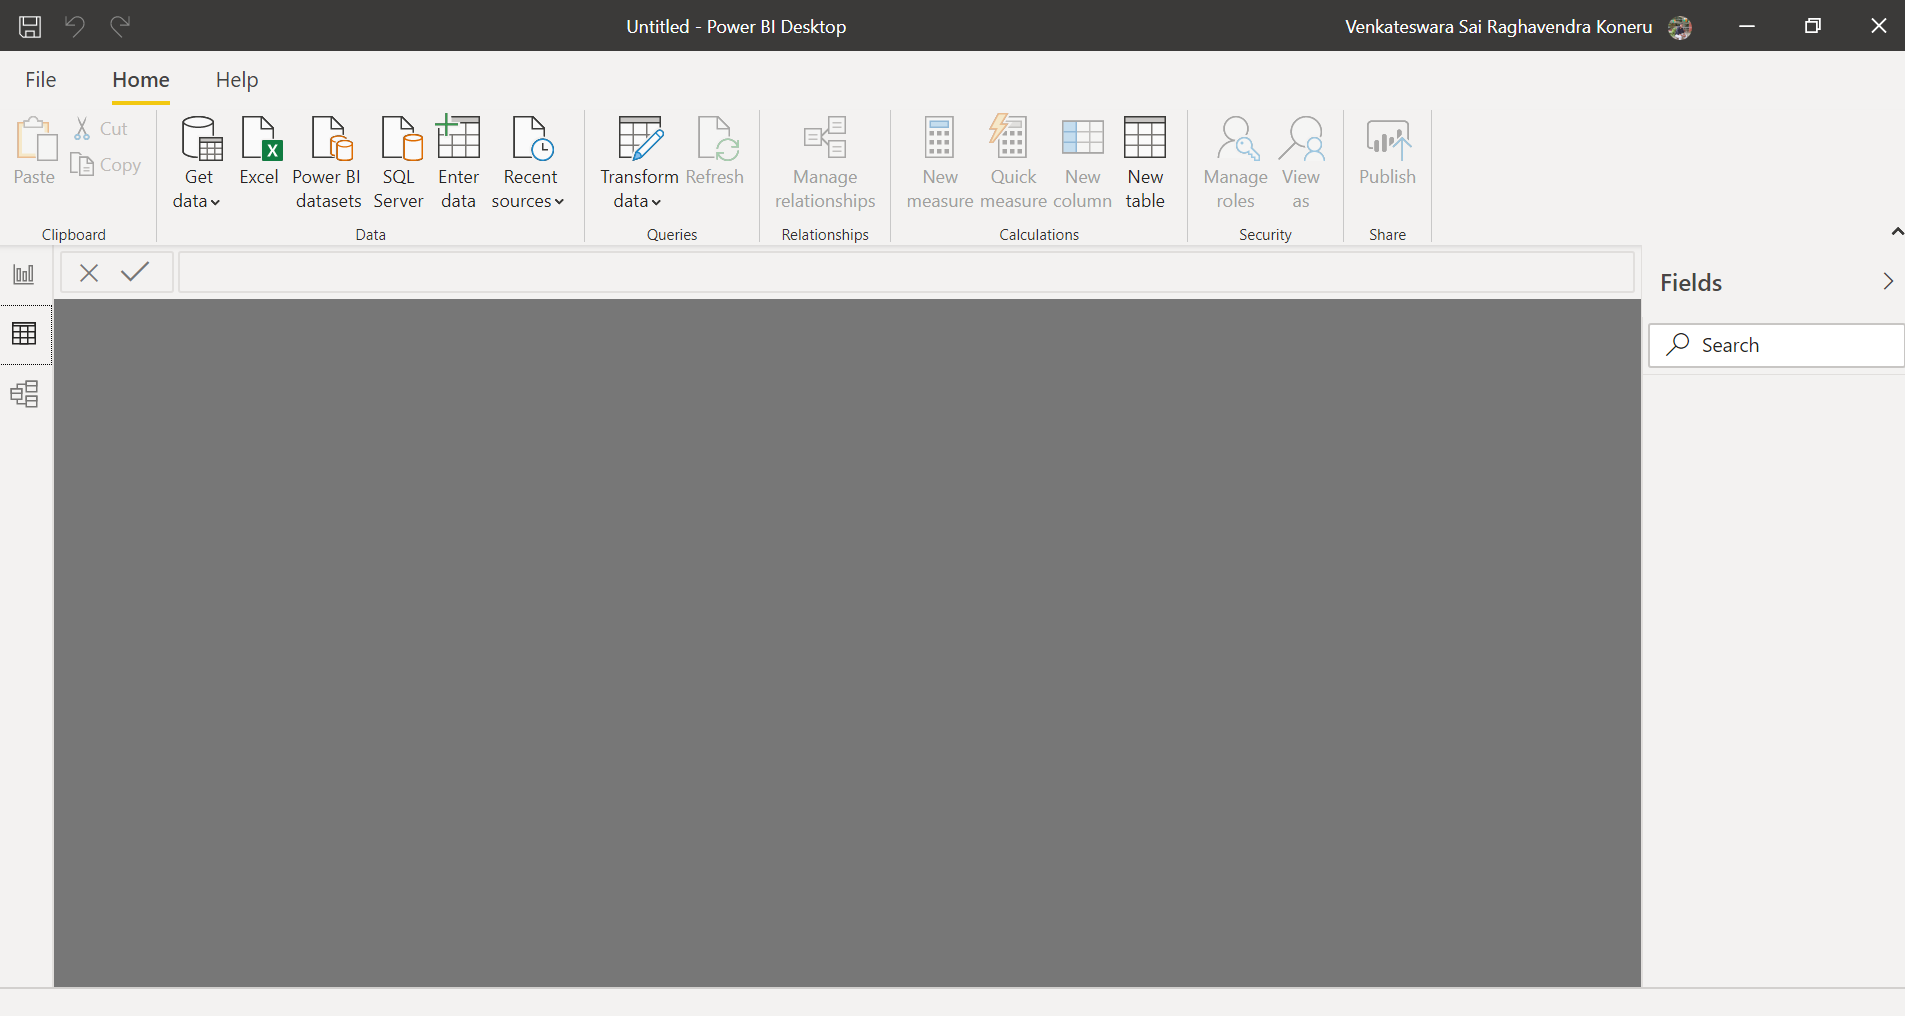 Untitled - Power BI Desktop
Venkateswara Sai Raghavendra Koneru
File Home Help
Paste
Cut
Copy
Clipboard
Get
data
Excel
Power BI
datasets
SQL
Server
Enter
data
Recent
sources
Data
Transform
data
Refresh
Queries
Manage
relationships
Relationships
New
measure
Quick
measure
New
column
New
table
Calculations
Manage
roles
View
as
Security
Publish
Share
Fields
Search